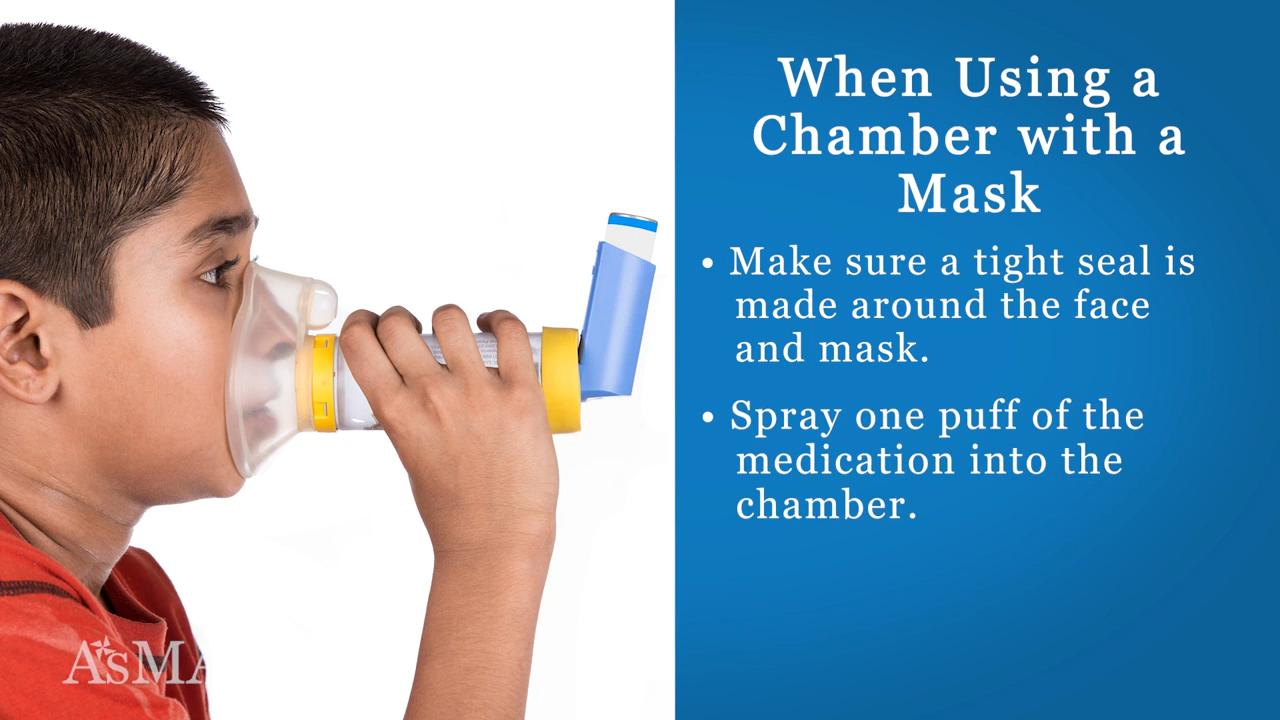 When Using a
Chamber with a
Mask
• Make sure a tight seal is
made around the face
and mask.
• Spray one puff of the
medication into the
chamber.
AsMA